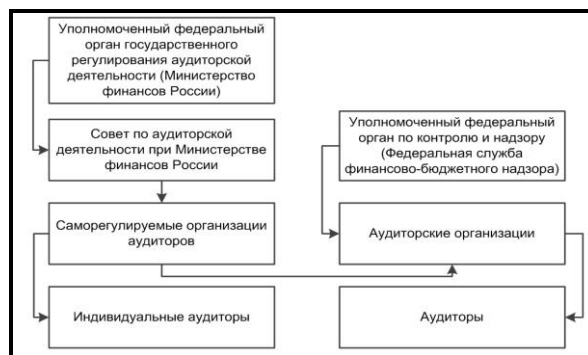 Уполномоченный федеральный
орган государственного
регулирования аудиторской
деятельности (Министерство
финансов России)
Совет по аудиторской
деятельности при Министерстве
финансов России
Уполномоченный федеральный
орган по контролю и надзору
(Федеральная служба
финансово-бюджетного надзора)
Саморегулируемые организации
аудиторов
Аудиторские организации
Индивидуальные аудиторы
Аудиторы